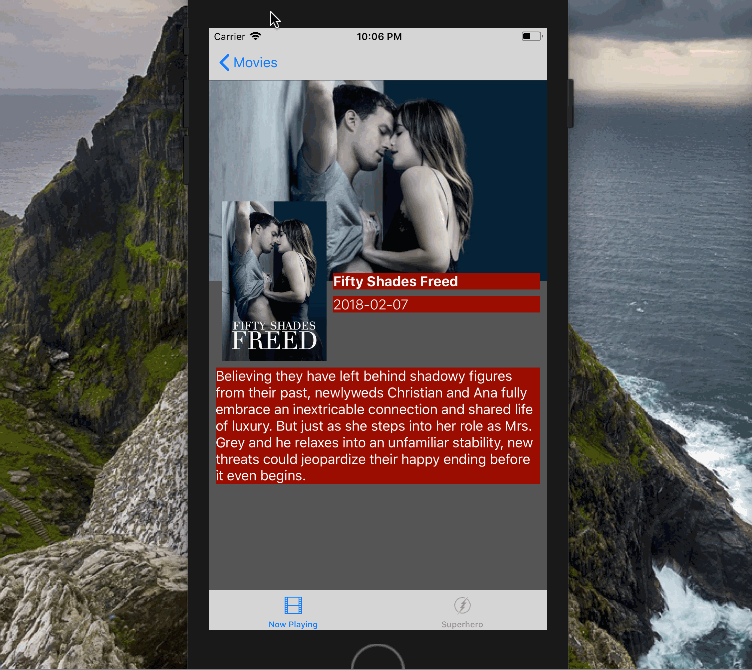 Carrier
10:06 PM
Movies
FIFTY SHADES
FREED
Fifty Shades Freed
2018-02-07
Believing they have left behind shadowy figures
from their past, newlyweds Christian and Ana fully
embrace an inextricable connection and shared life
of luxury. But just as she steps into her role as Mrs.
Grey and he relaxes into an unfamiliar stability, new
threats could jeopardize their happy ending before
it even begins.
Now Playing
Superhero